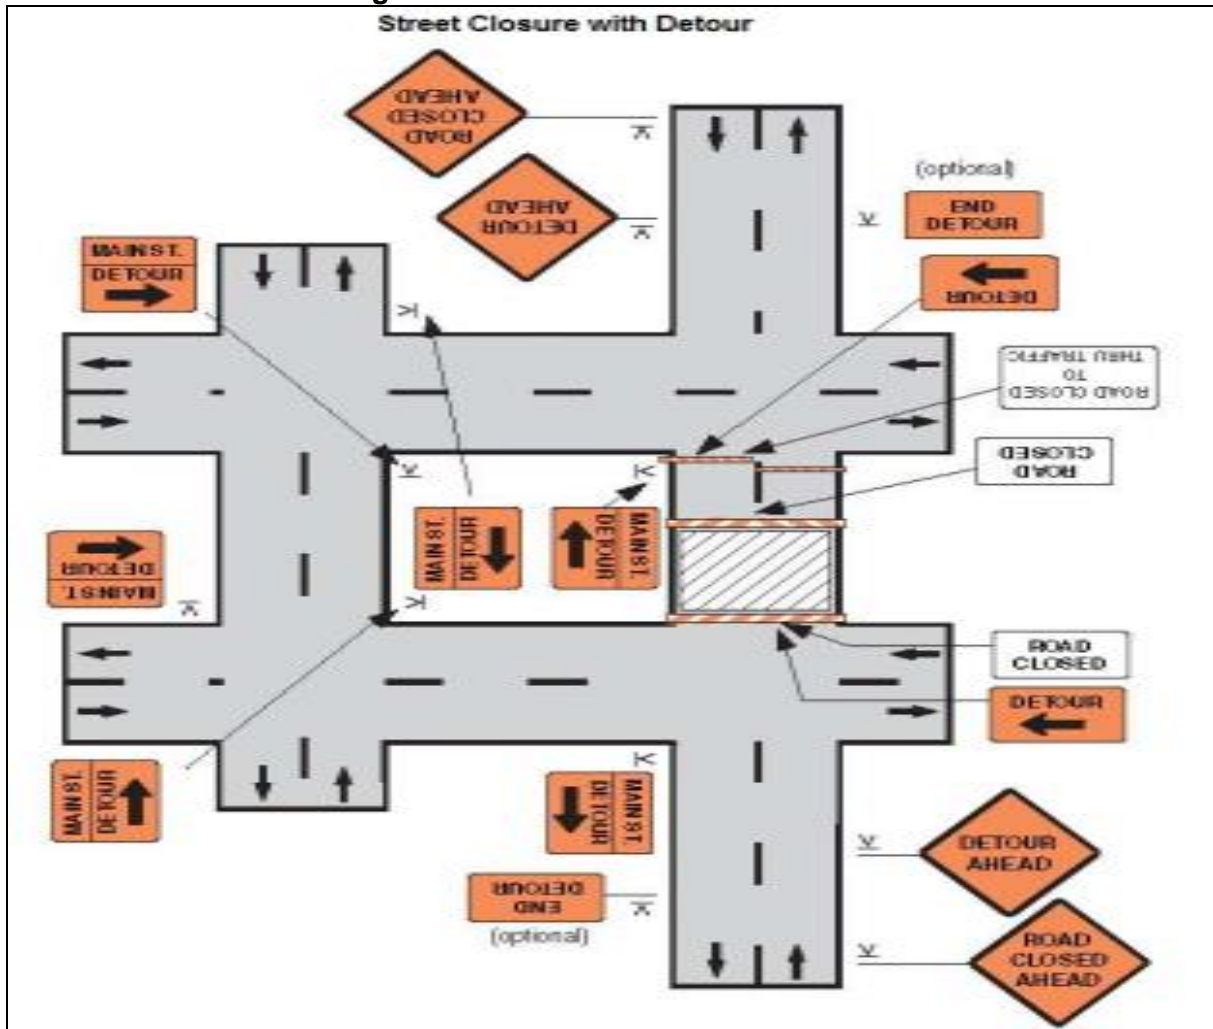 Street Closure with Detour
ROAD
CLOSED
AHEAD
DETOUR
AHEAD
(optional)
END
DETOUR
MAIN ST.
DETOUR
DETOUR
ROAD CLOSED
TO
THRU TRAFFIC
ROAD
CLOSED
MAIN ST.
DETOUR
MAIN ST.
DETOUR
MAIN ST.
DETOUR
ROAD
CLOSED
DETOUR
MAIN ST.
DETOUR
MAIN ST.
DETOUR
DETOUR
AHEAD
END
DETOUR
(optional)
ROAD
CLOSED
AHEAD